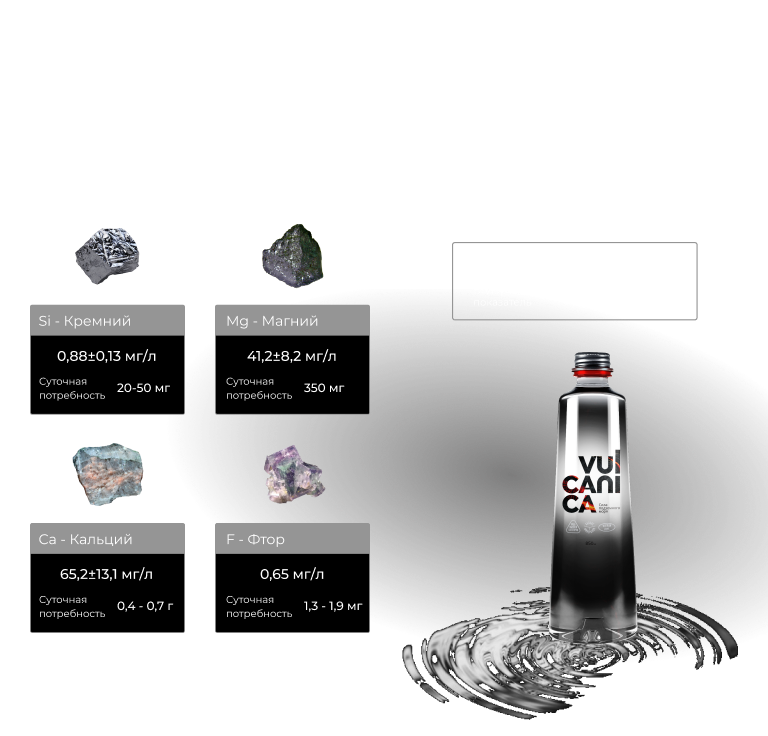 Si - Кремний
0,88±0,13 мг/л
Суточная
потребность
20-50 мг
Mg - Магний
41,2±8,2 мг/л
Суточная
потребность
350 мг
Ca - Кальций
65,2±13,1 мг/л
Суточная
потребность
0,4 - 0,7 г
F - Фтор
0,65 мг/л
Суточная
потребность
1,3 - 1,9 мг
VUL
CANI
CA